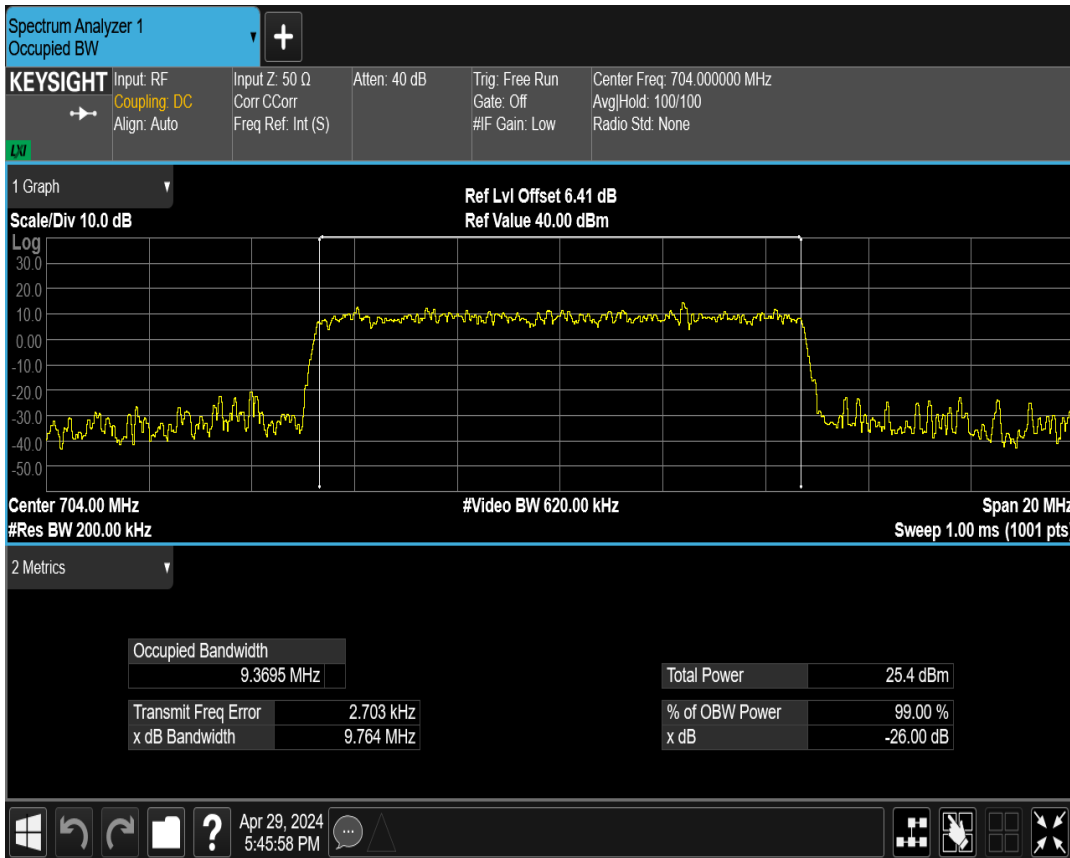 Spectrum Analyzer 1
Occupied BW
+
KEYSIGHT
LXI
Input: RF
Coupling: DC
Align: Auto
Input Z: 50 Ω
Corr CCorr
Freq Ref: Int (S)
Atten: 40 dB
Trig: Free Run
Gate: Off
#IF Gain: Low
Center Freq: 704.000000 MHz
Avg|Hold: 100/100
Radio Std: None
1 Graph
Scale/Div 10.0 dB
Ref Lvl Offset 6.41 dB
Ref Value 40.00 dBm
Log
30.0
20.0
10.0
0.00
-10.0
-20.0
-30.0
-40.0
-50.0
Center 704.00 MHz
#Video BW 620.00 kHz
Span 20 MHz
#Res BW 200.00 kHz
Sweep 1.00 ms (1001 pts)
2 Metrics
Occupied Bandwidth
9.3695 MHz
Total Power 25.4 dBm
Transmit Freq Error 2.703 kHz
% of OBW Power 99.00 %
x dB Bandwidth 9.764 MHz
x dB -26.00 dB
?
Apr 29, 2024
5:45:58 PM